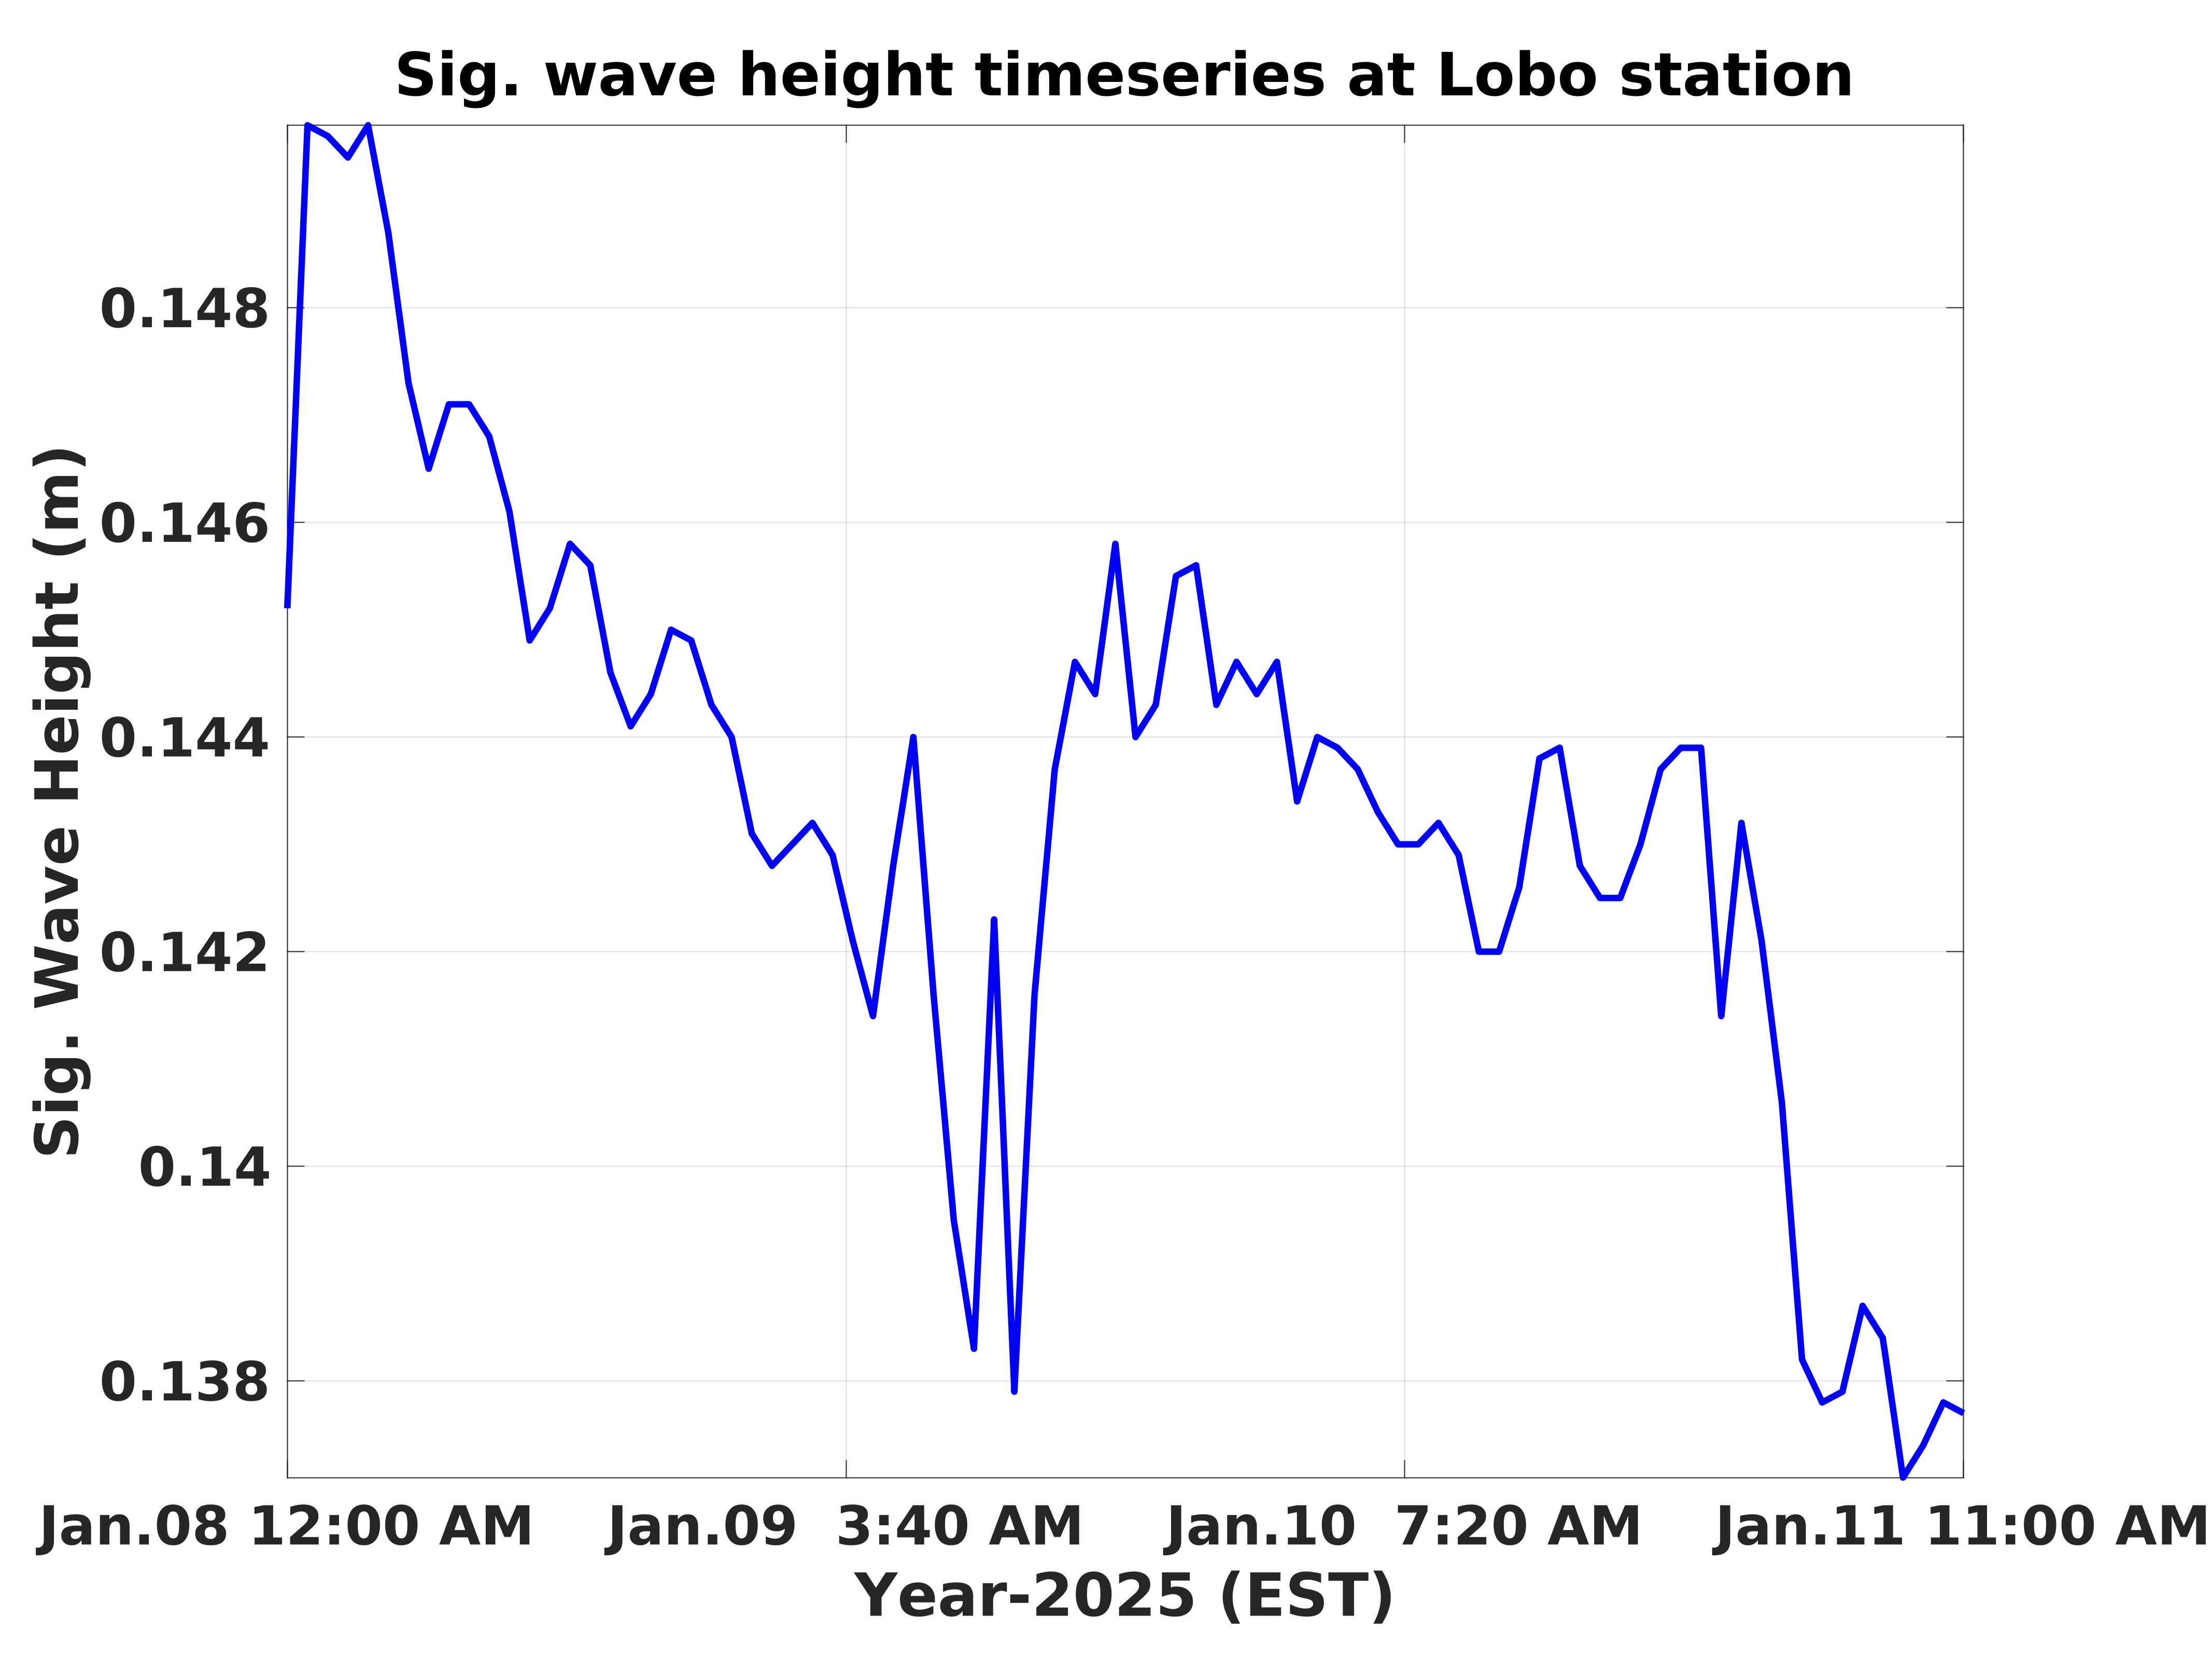 Sig. wave height timeseries at Lobo station
Sig. Wave Height (m)
0.148
0.146
0.144
0.142
0.14
0.138
Jan.08 12:00 AM
Jan.09 3:40 AM
Jan.10 7:20 AM
Jan.11 11:00 AM
Year-2025 (EST)